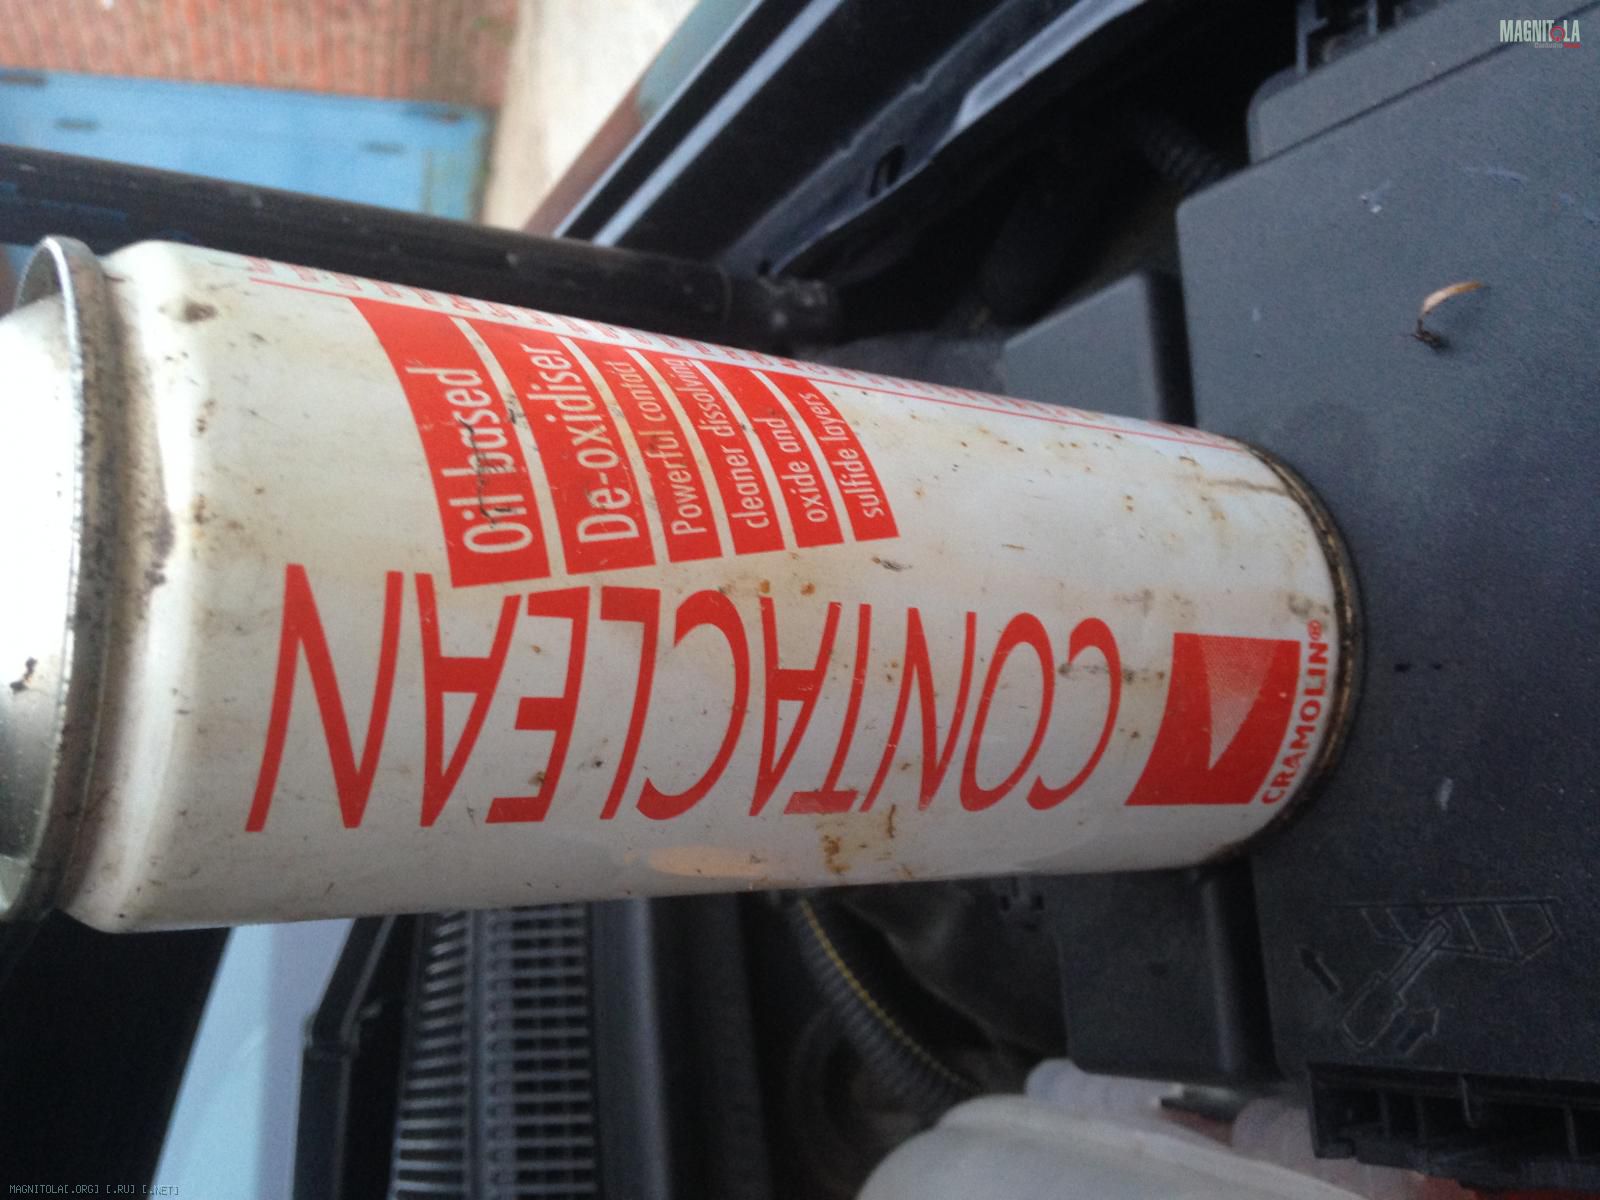 CONTACLEAN
Oil based
De-oxidiser
Powerful contact
cleaner dissolving
oxide and
sulfide layers
CRAMOLIN®
MAGNITOLA
MAGNITOLA[.ORG] [.RU] [.NET]